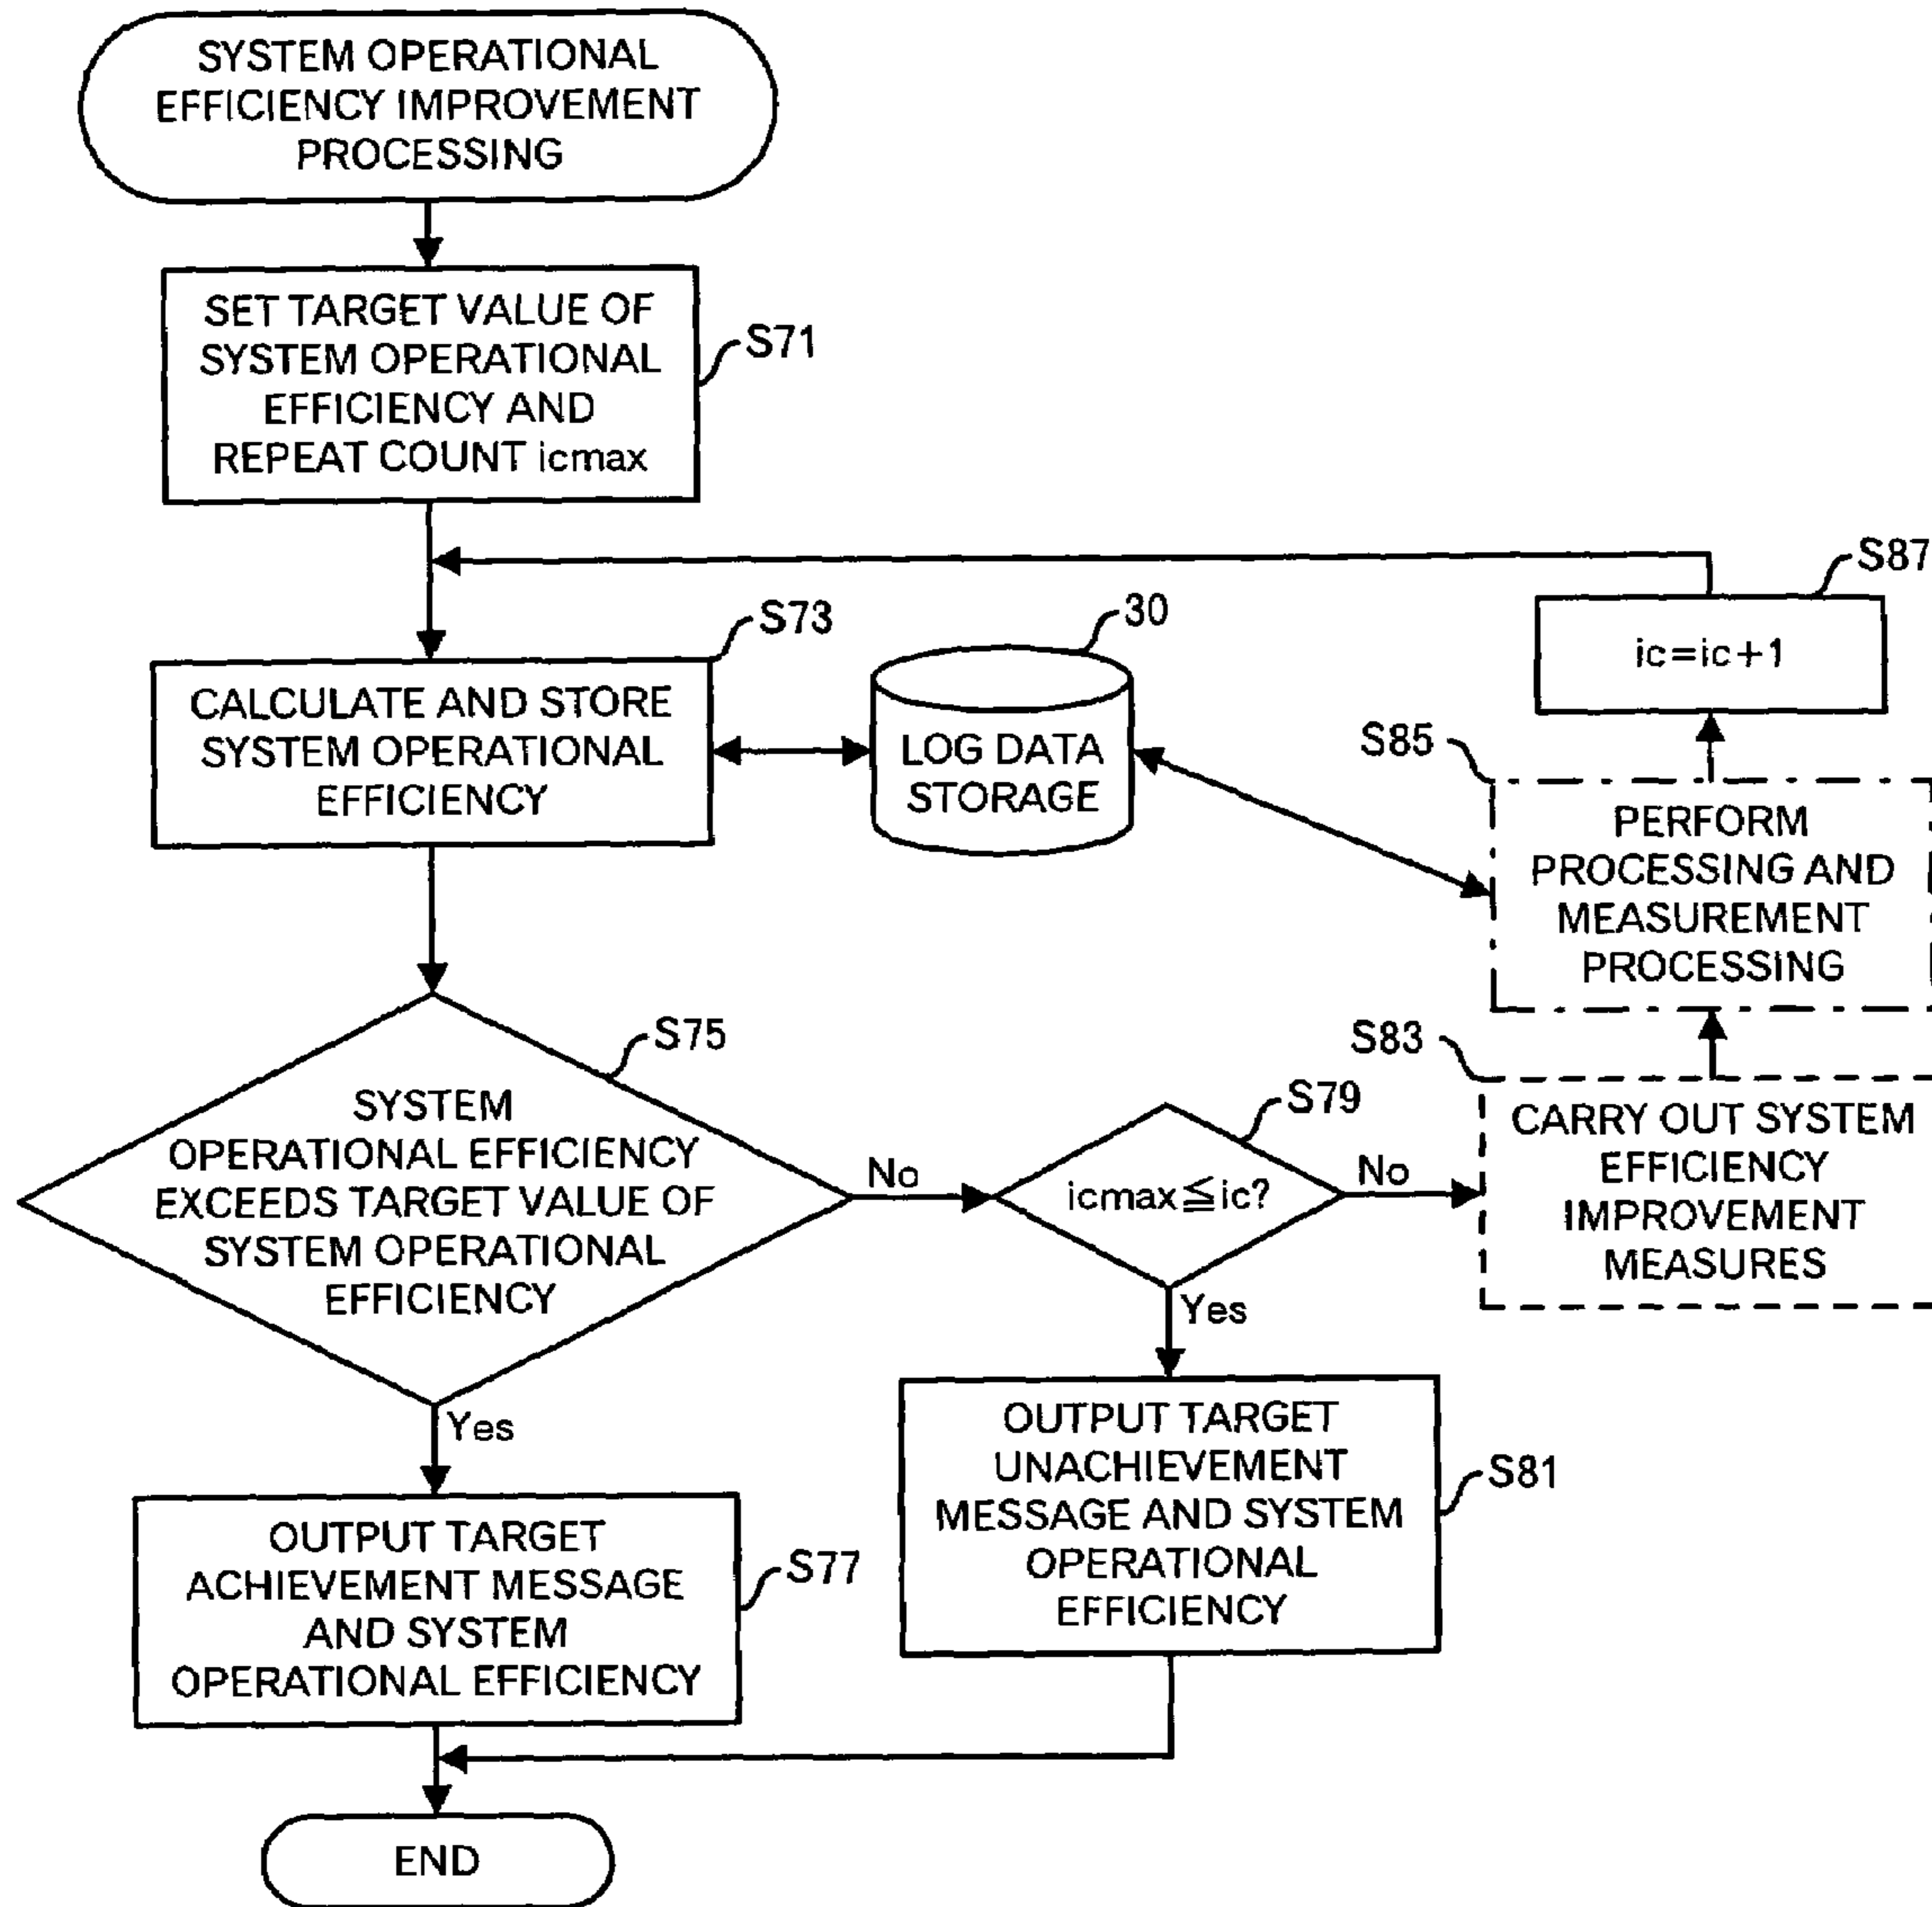 SYSTEM OPERATIONAL
EFFICIENCY IMPROVEMENT
PROCESSING
SET TARGET VALUE OF
SYSTEM OPERATIONAL
EFFICIENCY AND
REPEAT COUNT icmax
S71
S87
ic=ic+1
S73
CALCULATE AND STORE
SYSTEM OPERATIONAL
EFFICIENCY
30
LOG DATA
STORAGE
S85
PERFORM
PROCESSING AND
MEASUREMENT
PROCESSING
S75
SYSTEM
OPERATIONAL EFFICIENCY
EXCEEDS TARGET VALUE OF
SYSTEM OPERATIONAL
EFFICIENCY
No
S79
icmax≦ic?
No
S83
CARRY OUT SYSTEM
EFFICIENCY
IMPROVEMENT
MEASURES
Yes
Yes
OUTPUT TARGET
UNACHIEVEMENT
MESSAGE AND SYSTEM
OPERATIONAL
EFFICIENCY
S81
OUTPUT TARGET
ACHIEVEMENT MESSAGE
AND SYSTEM
OPERATIONAL EFFICIENCY
S77
END